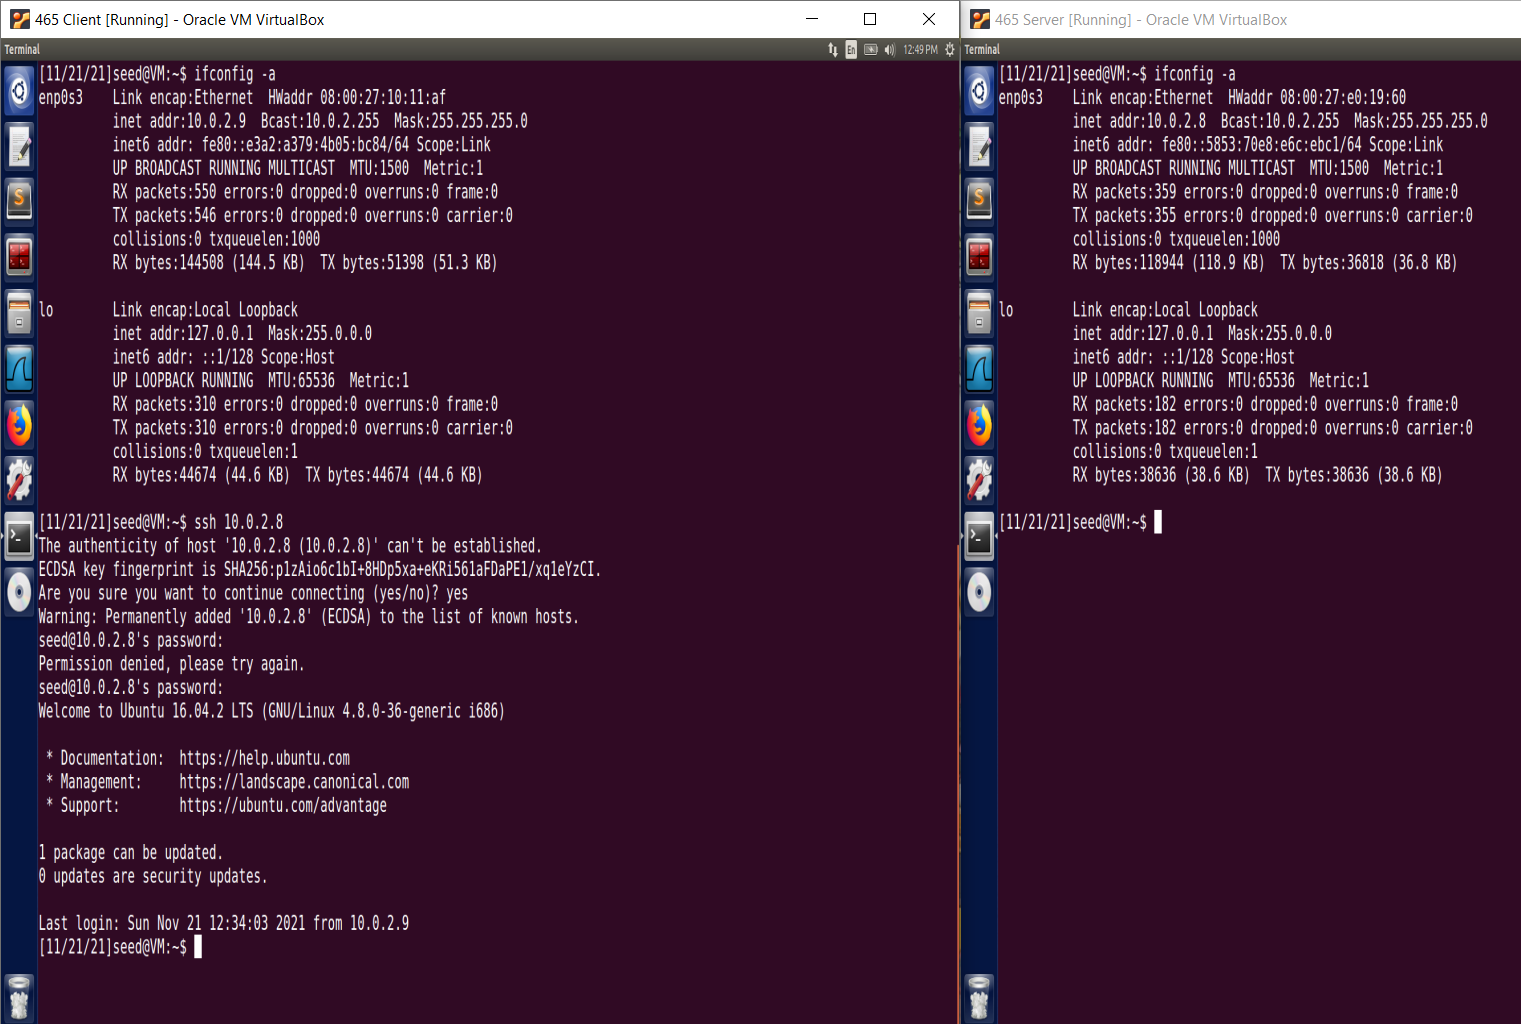 465 Client [Running] - Oracle VM VirtualBox
Terminal
En
12:49 PM
[11/21/21]seed@VM:~$ ifconfig -a
enp0s3    Link encap:Ethernet  HWaddr 08:00:27:10:11:af
          inet addr:10.0.2.9  Bcast:10.0.2.255  Mask:255.255.255.0
          inet6 addr: fe80::e3a2:a379:4b05:bc84/64 Scope:Link
          UP BROADCAST RUNNING MULTICAST  MTU:1500  Metric:1
          RX packets:550 errors:0 dropped:0 overruns:0 frame:0
          TX packets:546 errors:0 dropped:0 overruns:0 carrier:0
          collisions:0 txqueuelen:1000
          RX bytes:144508 (144.5 KB)  TX bytes:51398 (51.3 KB)
lo        Link encap:Local Loopback
          inet addr:127.0.0.1  Mask:255.0.0.0
          inet6 addr: ::1/128 Scope:Host
          UP LOOPBACK RUNNING  MTU:65536  Metric:1
          RX packets:310 errors:0 dropped:0 overruns:0 frame:0
          TX packets:310 errors:0 dropped:0 overruns:0 carrier:0
          collisions:0 txqueuelen:1
          RX bytes:44674 (44.6 KB)  TX bytes:44674 (44.6 KB)
[11/21/21]seed@VM:~$ ssh 10.0.2.8
The authenticity of host '10.0.2.8 (10.0.2.8)' can't be established.
ECDSA key fingerprint is SHA256:p1zAio6c1bI+8HDp5xa+eKRi561aFDaPE1/xq1eYzCI.
Are you sure you want to continue connecting (yes/no)? yes
Warning: Permanently added '10.0.2.8' (ECDSA) to the list of known hosts.
seed@10.0.2.8's password:
Permission denied, please try again.
seed@10.0.2.8's password:
Welcome to Ubuntu 16.04.2 LTS (GNU/Linux 4.8.0-36-generic i686)
 * Documentation:  https://help.ubuntu.com
 * Management:     https://landscape.canonical.com
 * Support:        https://ubuntu.com/advantage
1 package can be updated.
0 updates are security updates.
Last login: Sun Nov 21 12:34:03 2021 from 10.0.2.9
[11/21/21]seed@VM:~$
465 Server [Running] - Oracle VM VirtualBox
Terminal
[11/21/21]seed@VM:~$ ifconfig -a
enp0s3    Link encap:Ethernet  HWaddr 08:00:27:e0:19:60
          inet addr:10.0.2.8  Bcast:10.0.2.255  Mask:255.255.255.0
          inet6 addr: fe80::5853:70e8:e6c:ebc1/64 Scope:Link
          UP BROADCAST RUNNING MULTICAST  MTU:1500  Metric:1
          RX packets:359 errors:0 dropped:0 overruns:0 frame:0
          TX packets:355 errors:0 dropped:0 overruns:0 carrier:0
          collisions:0 txqueuelen:1000
          RX bytes:118944 (118.9 KB)  TX bytes:36818 (36.8 KB)
lo        Link encap:Local Loopback
          inet addr:127.0.0.1  Mask:255.0.0.0
          inet6 addr: ::1/128 Scope:Host
          UP LOOPBACK RUNNING  MTU:65536  Metric:1
          RX packets:182 errors:0 dropped:0 overruns:0 frame:0
          TX packets:182 errors:0 dropped:0 overruns:0 carrier:0
          collisions:0 txqueuelen:1
          RX bytes:38636 (38.6 KB)  TX bytes:38636 (38.6 KB)
[11/21/21]seed@VM:~$